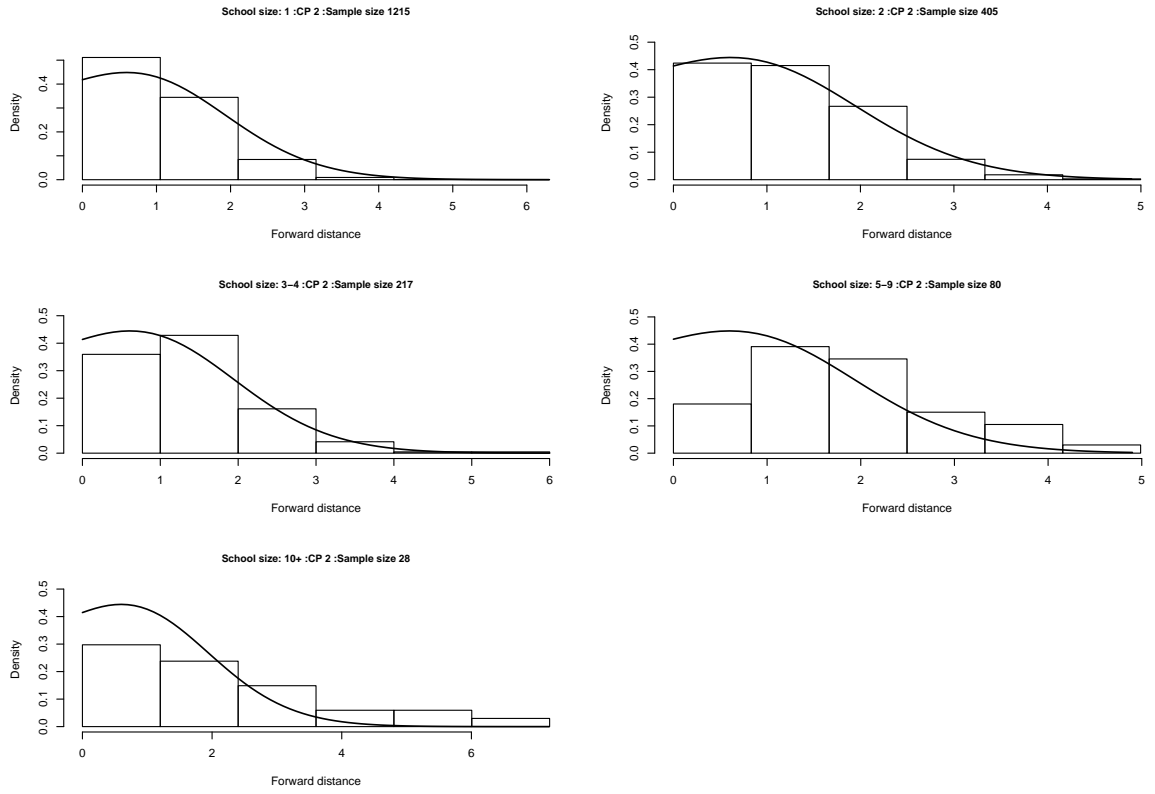 School size: 1 :CP 2 :Sample size 1215
Density
0.0 0.2 0.4
0 1 2 3 4 5 6
Forward distance
School size: 2 :CP 2 :Sample size 405
Density
0.0 0.1 0.2 0.3 0.4 0.5
0 1 2 3 4 5
Forward distance
School size: 3−4 :CP 2 :Sample size 217
Density
0.0 0.1 0.2 0.3 0.4 0.5
0 1 2 3 4 5 6
Forward distance
School size: 5−9 :CP 2 :Sample size 80
Density
0.0 0.1 0.2 0.3 0.4 0.5
0 1 2 3 4 5
Forward distance
School size: 10+ :CP 2 :Sample size 28
Density
0.0 0.1 0.2 0.3 0.4 0.5
0 2 4 6
Forward distance